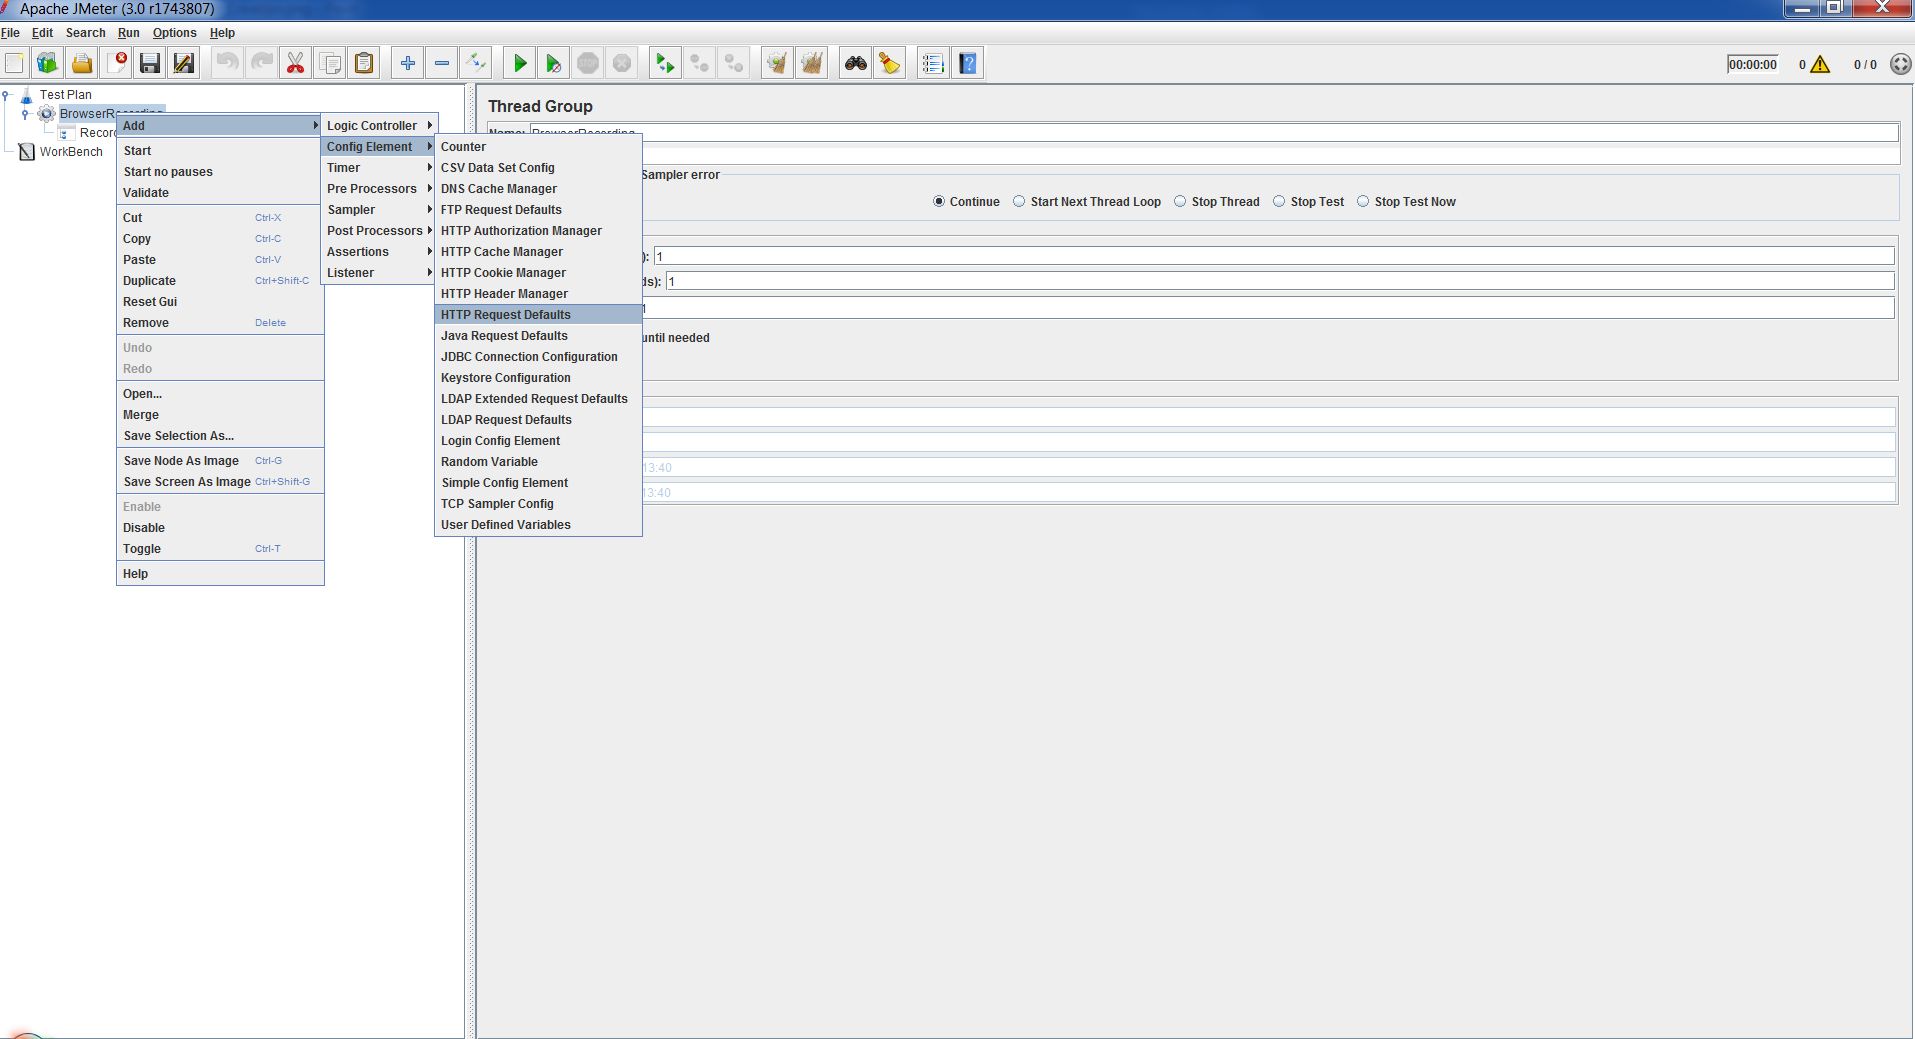 Apache JMeter (3.0 r1743807)
File Edit Search Run Options Help
00:00:00 0 0 / 0
Test Plan
BrowserRecording
Recor
WorkBench
Add
Start
Start no pauses
Validate
Cut Ctrl-X
Copy Ctrl-C
Paste Ctrl-V
Duplicate Ctrl+Shift-C
Reset Gui
Remove Delete
Undo
Redo
Open...
Merge
Save Selection As...
Save Node As Image Ctrl-G
Save Screen As Image Ctrl+Shift-G
Enable
Disable
Toggle Ctrl-T
Help
Logic Controller
Config Element
Timer
Pre Processors
Sampler
Post Processors
Assertions
Listener
Counter
CSV Data Set Config
DNS Cache Manager
FTP Request Defaults
HTTP Authorization Manager
HTTP Cache Manager
HTTP Cookie Manager
HTTP Header Manager
HTTP Request Defaults
Java Request Defaults
JDBC Connection Configuration
Keystore Configuration
LDAP Extended Request Defaults
LDAP Request Defaults
Login Config Element
Random Variable
Simple Config Element
TCP Sampler Config
User Defined Variables
Thread Group
Name: BrowserRecording
Sampler error
Continue Start Next Thread Loop Stop Thread Stop Test Stop Test Now
): 1
ds): 1
1
until needed
13:40
13:40